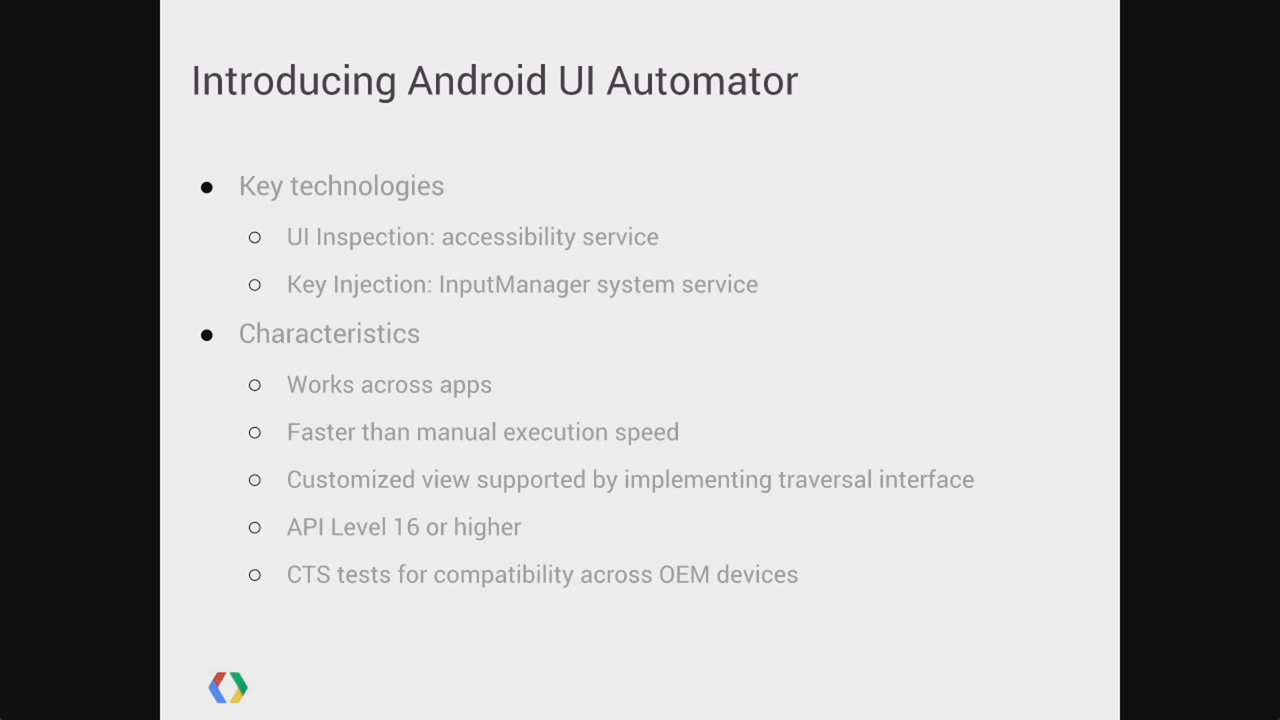 Introducing Android UI Automator
● Key technologies
○ UI Inspection: accessibility service
○ Key Injection: InputManager system service
● Characteristics
○ Works across apps
○ Faster than manual execution speed
○ Customized view supported by implementing traversal interface
○ API Level 16 or higher
○ CTS tests for compatibility across OEM devices